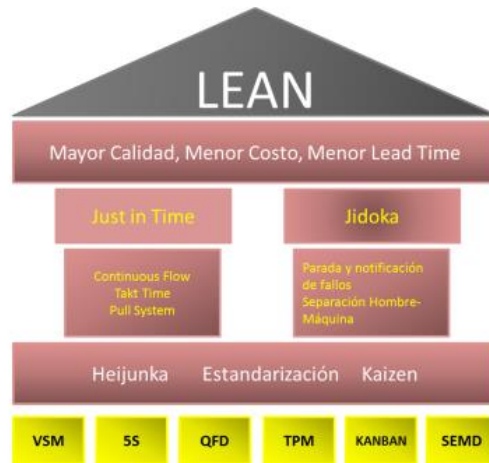 LEAN
Mayor Calidad, Menor Costo, Menor Lead Time
Just in Time
Jidoka
Continuous Flow
Takt Time
Pull System
Parada y notificación
de fallos
Separación Hombre-
Máquina
Heijunka Estandarización Kaizen
VSM 5S QFD TPM KANBAN SEMD